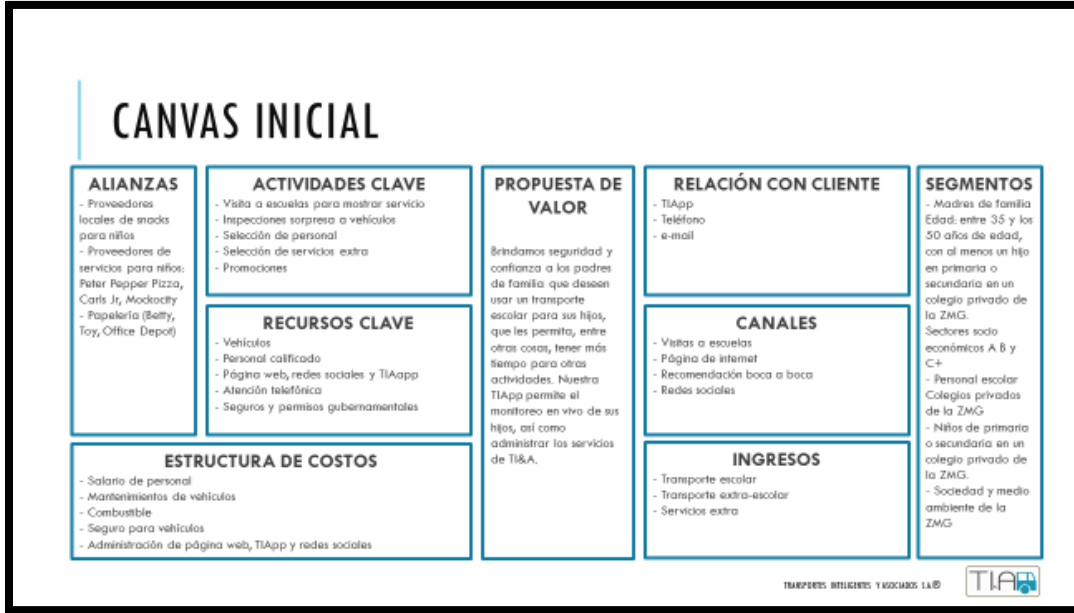 CANVAS INICIAL
ALIANZAS
- Proveedores
locales de snacks
para niños
- Proveedores de
servicios para niños:
Peter Pepper Pizza,
Carls Jr, Mockocity
- Papelería (Betty,
Toy, Office Depot)
ACTIVIDADES CLAVE
- Visita a escuelas para mostrar servicio
- Inspecciones sorpresa a vehículos
- Selección de personal
- Selección de servicios extra
- Promociones
RECURSOS CLAVE
- Vehículos
- Personal calificado
- Página web, redes sociales y TIAapp
- Atención telefónica
- Seguros y permisos gubernamentales
PROPUESTA DE
VALOR
Brindamos seguridad y
confianza a los padres
de familia que deseen
usar un transporte
escolar para sus hijos,
que les permita, entre
otras cosas, tener más
tiempo para otras
actividades. Nuestra
TIApp permite el
monitoreo en vivo de sus
hijos, así como
administrar los servicios
de TI&A.
RELACIÓN CON CLIENTE
- TIApp
- Teléfono
- e-mail
CANALES
- Visitas a escuelas
- Página de internet
- Recomendación boca a boca
- Redes sociales
SEGMENTOS
- Madres de familia
Edad: entre 35 y los
50 años de edad,
con al menos un hijo
en primaria o
secundaria en un
colegio privado de
la ZMG.
Sectores socio
económicos A B y
C+
- Personal escolar
Colegios privados
de la ZMG
- Niños de primaria
o secundaria en un
colegio privado de
la ZMG.
- Sociedad y medio
ambiente de la
ZMG
ESTRUCTURA DE COSTOS
- Salario de personal
- Mantenimientos de vehículos
- Combustible
- Seguro para vehículos
- Administración de página web, TIApp y redes sociales
INGRESOS
- Transporte escolar
- Transporte extra-escolar
- Servicios extra
TRANSPORTES INTELIGENTES Y ASOCIADOS S.A®
TI&A